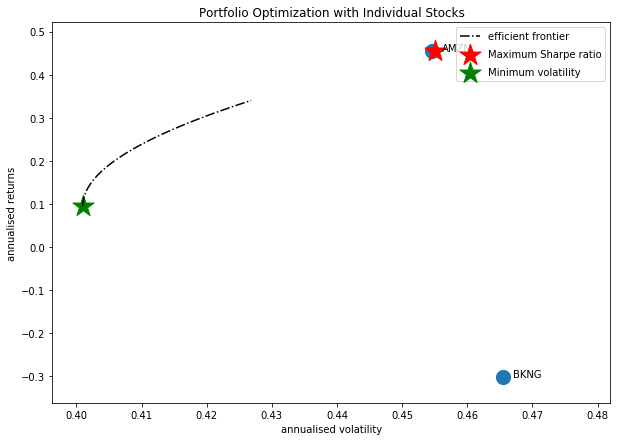 Portfolio Optimization with Individual Stocks
efficient frontier
Maximum Sharpe ratio
Minimum volatility
0.5
0.4
0.3
0.2
0.1
0.0
−0.1
−0.2
−0.3
annualised returns
BKNG
0.40 0.41 0.42 0.43 0.44 0.45 0.46 0.47 0.48
annualised volatility